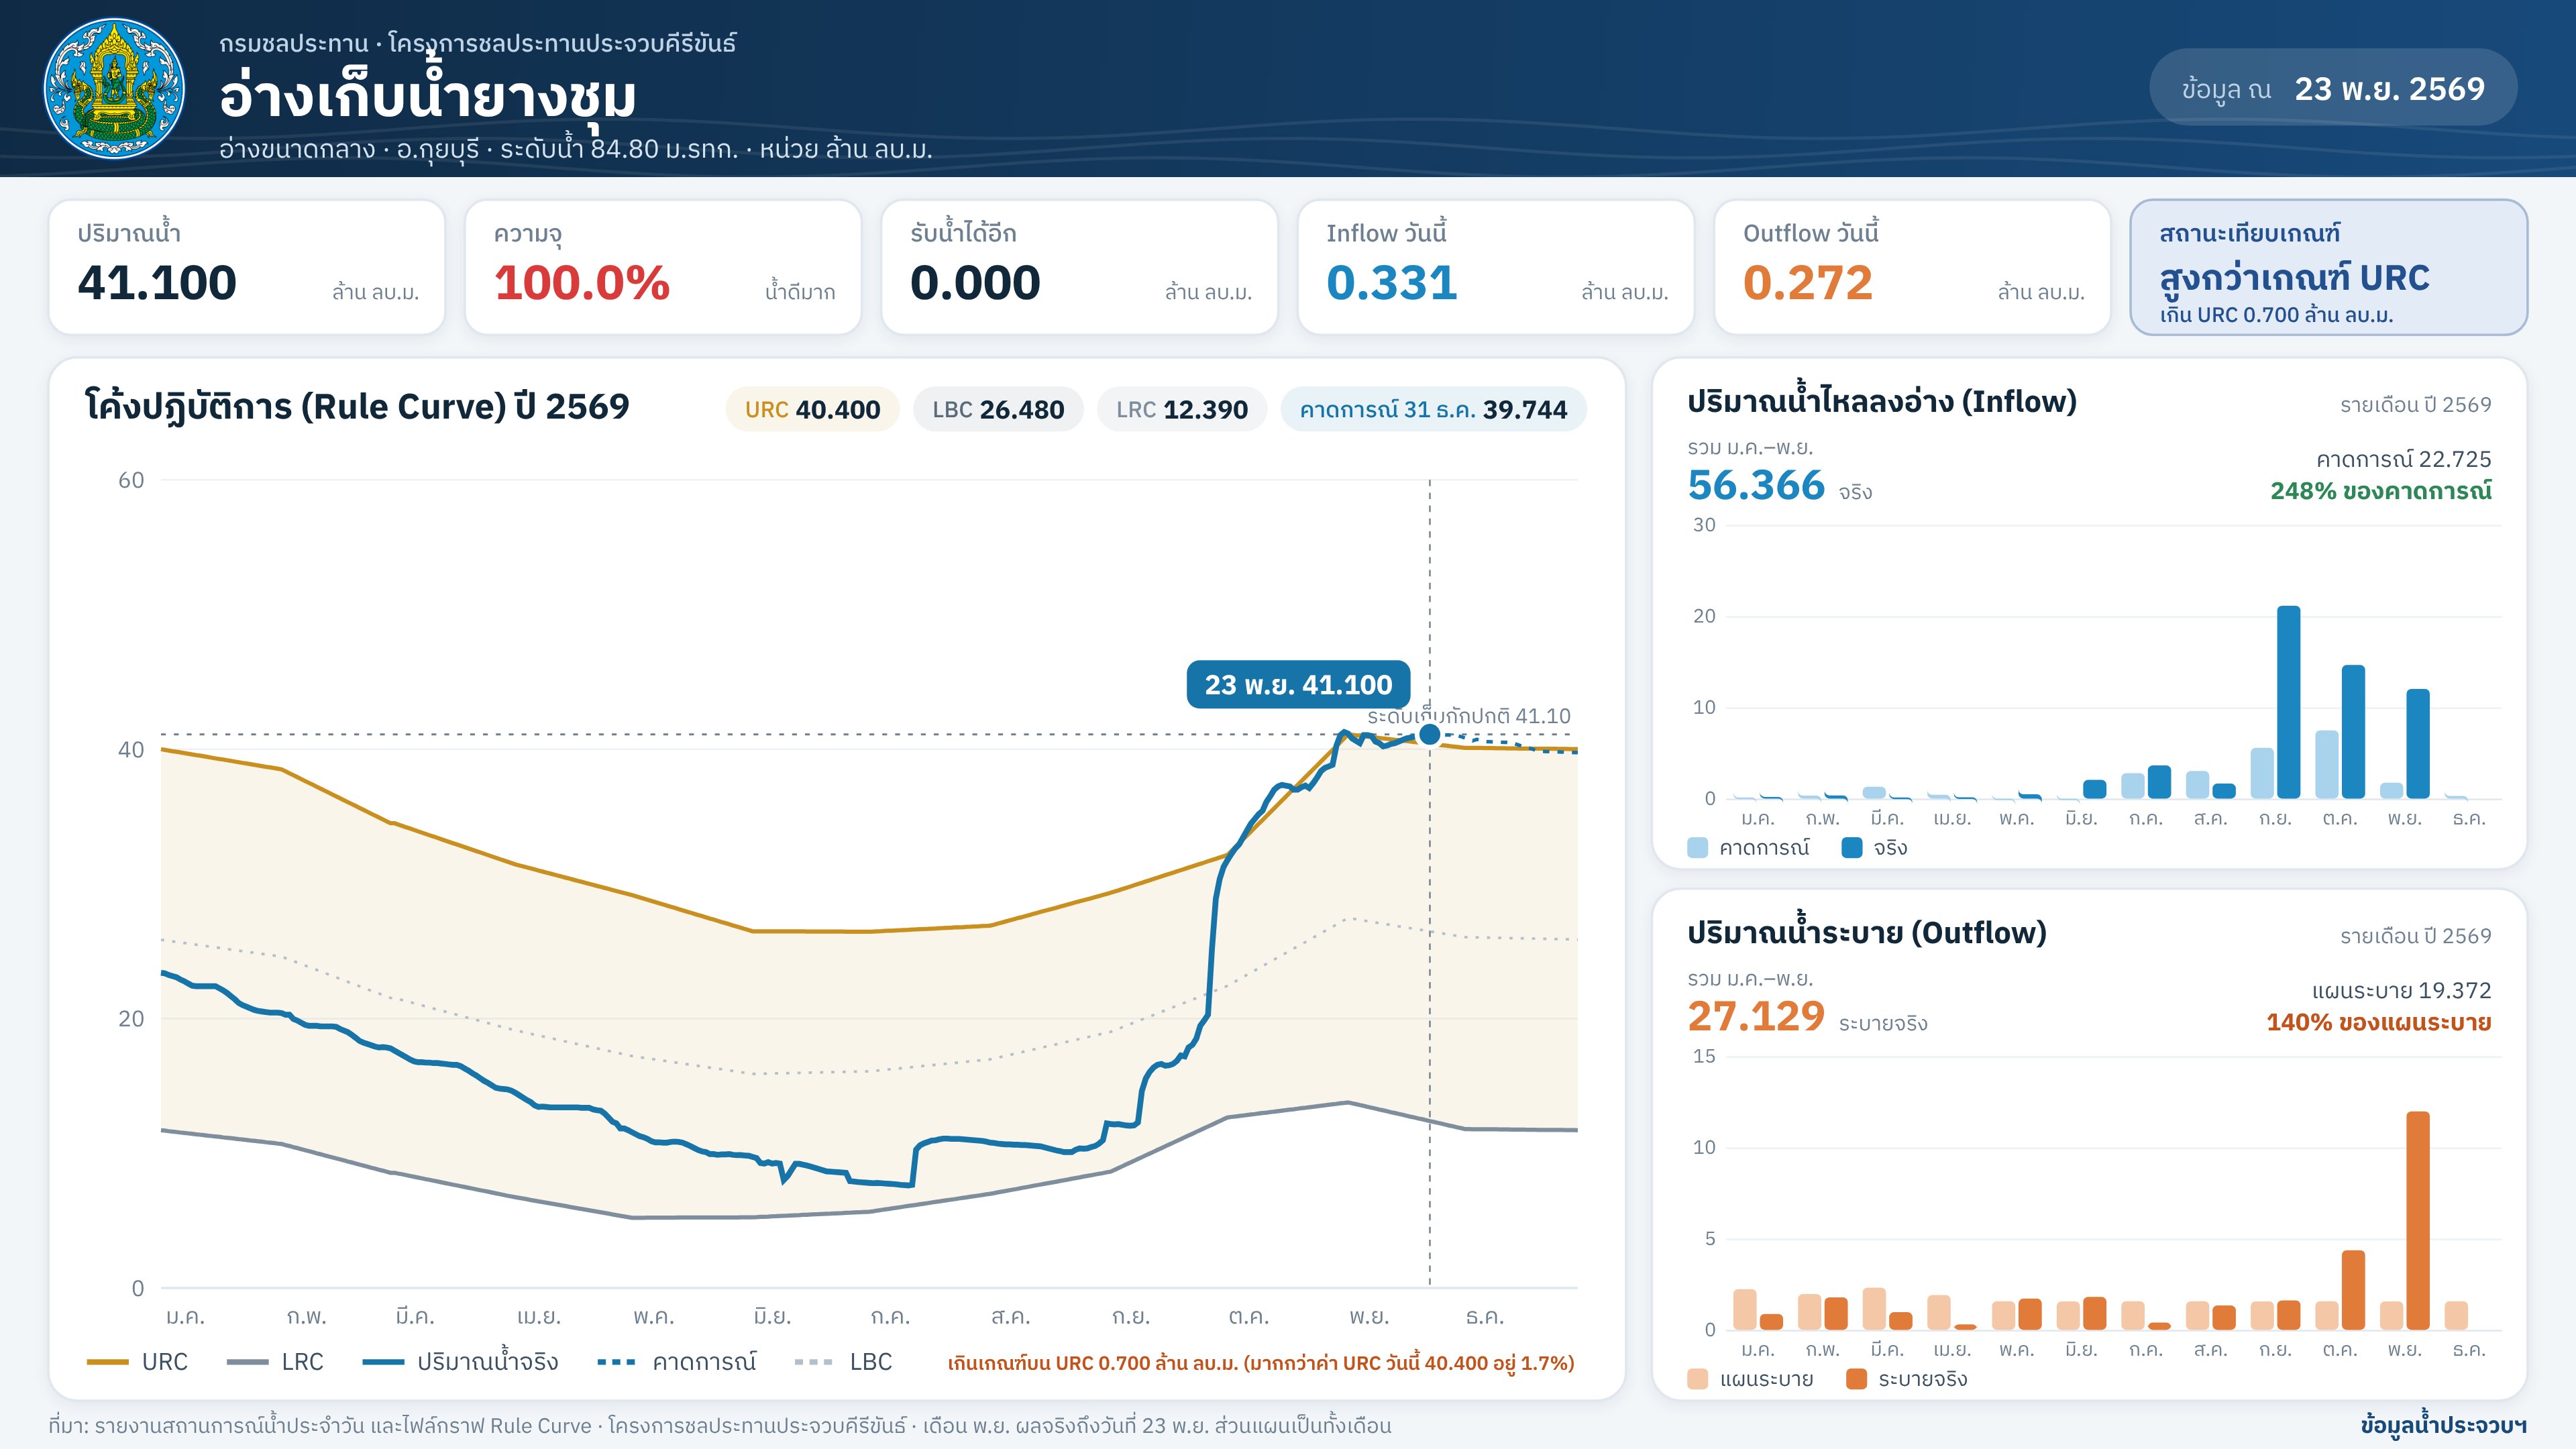 กรมชลประทาน · โครงการชลประทานประจวบคีรีขันธ์
อ่างเก็บน้ำยางชุม
อ่างขนาดกลาง · อ.กุยบุรี · ระดับน้ำ 84.80 ม.รทก. · หน่วย ล้าน ลบ.ม.
ข้อมูล ณ 23 พ.ย. 2569
ปริมาณน้ำ
41.100 ล้าน ลบ.ม.
ความจุ
100.0% น้ำดีมาก
รับน้ำได้อีก
0.000 ล้าน ลบ.ม.
Inflow วันนี้
0.331 ล้าน ลบ.ม.
Outflow วันนี้
0.272 ล้าน ลบ.ม.
สถานะเทียบเกณฑ์
สูงกว่าเกณฑ์ URC
เกิน URC 0.700 ล้าน ลบ.ม.
โค้งปฏิบัติการ (Rule Curve) ปี 2569
URC 40.400
LBC 26.480
LRC 12.390
คาดการณ์ 31 ธ.ค. 39.744
60
40
20
0
23 พ.ย. 41.100
ระดับเก็บกักปกติ 41.10
ม.ค. ก.พ. มี.ค. เม.ย. พ.ค. มิ.ย. ก.ค. ส.ค. ก.ย. ต.ค. พ.ย. ธ.ค.
URC LRC ปริมาณน้ำจริง คาดการณ์ LBC
เกินเกณฑ์บน URC 0.700 ล้าน ลบ.ม. (มากกว่าค่า URC วันนี้ 40.400 อยู่ 1.7%)
ปริมาณน้ำไหลลงอ่าง (Inflow)
รายเดือน ปี 2569
รวม ม.ค.–พ.ย.
56.366 จริง
คาดการณ์ 22.725
248% ของคาดการณ์
30
20
10
0
ม.ค. ก.พ. มี.ค. เม.ย. พ.ค. มิ.ย. ก.ค. ส.ค. ก.ย. ต.ค. พ.ย. ธ.ค.
คาดการณ์ จริง
ปริมาณน้ำระบาย (Outflow)
รายเดือน ปี 2569
รวม ม.ค.–พ.ย.
27.129 ระบายจริง
แผนระบาย 19.372
140% ของแผนระบาย
15
10
5
0
ม.ค. ก.พ. มี.ค. เม.ย. พ.ค. มิ.ย. ก.ค. ส.ค. ก.ย. ต.ค. พ.ย. ธ.ค.
แผนระบาย ระบายจริง
ที่มา: รายงานสถานการณ์น้ำประจำวัน และไฟล์กราฟ Rule Curve · โครงการชลประทานประจวบคีรีขันธ์ · เดือน พ.ย. ผลจริงถึงวันที่ 23 พ.ย. ส่วนแผนเป็นทั้งเดือน
ข้อมูลน้ำประจวบฯ